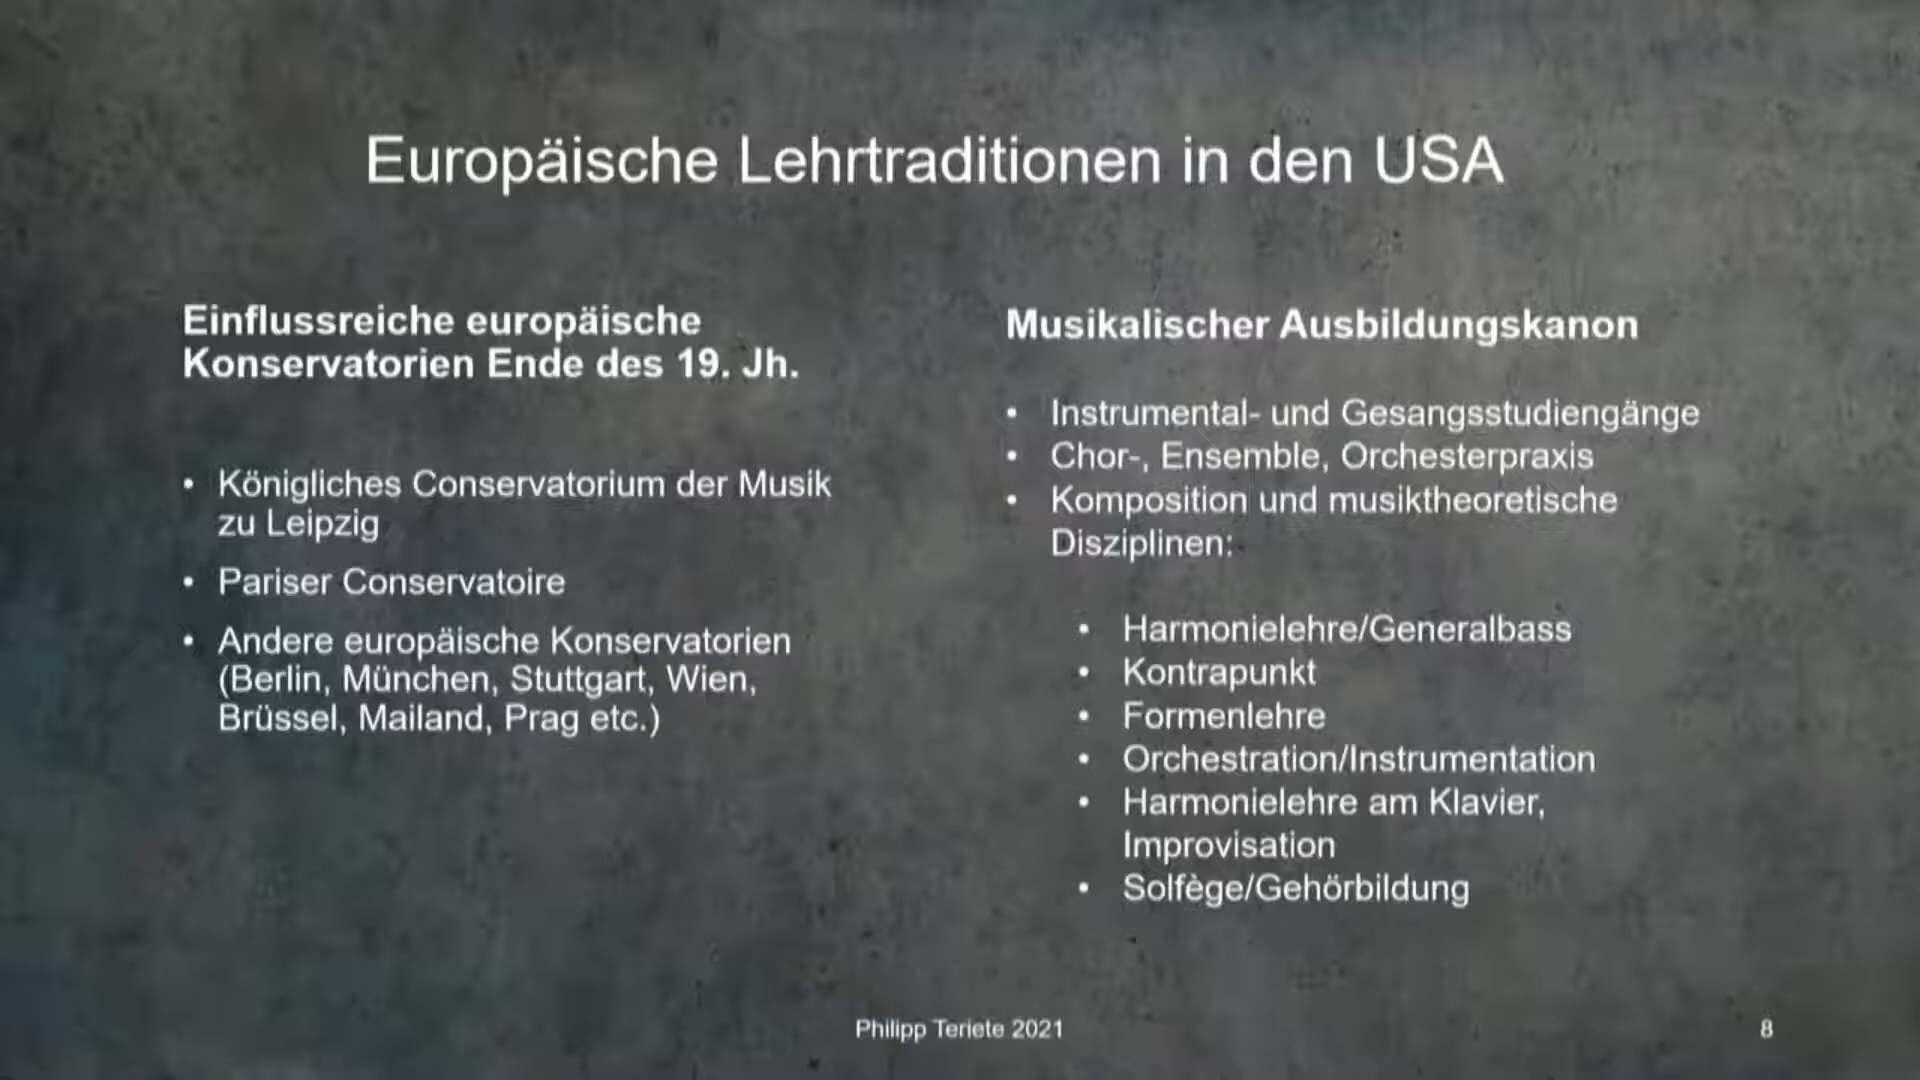 Europäische Lehrtraditionen in den USA
Einflussreiche europäische
Konservatorien Ende des 19. Jh.
• Königliches Conservatorium der Musik
zu Leipzig
• Pariser Conservatoire
• Andere europäische Konservatorien
(Berlin, München, Stuttgart, Wien,
Brüssel, Mailand, Prag etc.)
Musikalischer Ausbildungskanon
• Instrumental- und Gesangsstudiengänge
• Chor-, Ensemble, Orchesterpraxis
• Komposition und musiktheoretische
Disziplinen:
• Harmonielehre/Generalbass
• Kontrapunkt
• Formenlehre
• Orchestration/Instrumentation
• Harmonielehre am Klavier,
Improvisation
• Solfège/Gehörbildung
Philipp Teriete 2021
8